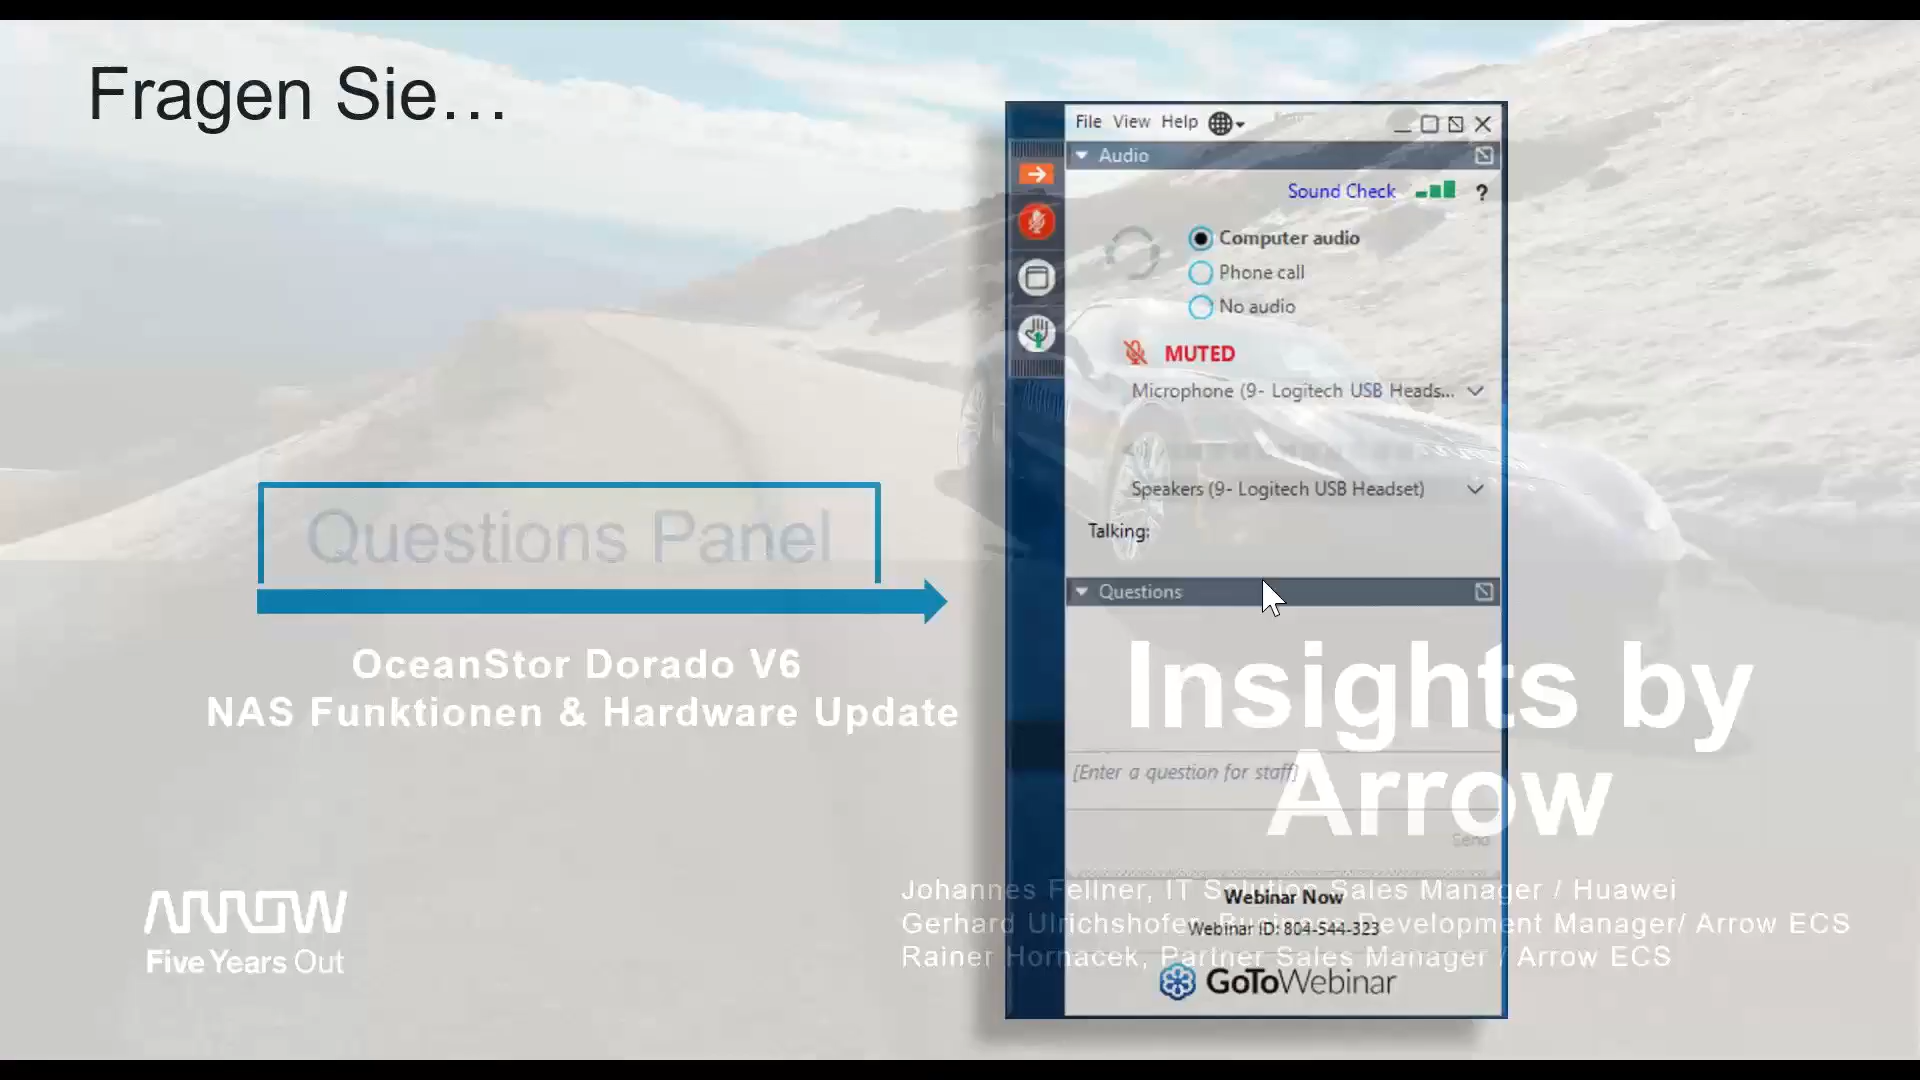 Fragen Sie…
File View Help
Audio
Sound Check
?
Computer audio
Phone call
No audio
MUTED
Microphone (9- Logitech USB Heads...
Speakers (9- Logitech USB Headset)
Talking:
Questions Panel
Questions
OceanStor Dorado V6
NAS Funktionen & Hardware Update
Insights by
Arrow
[Enter a question for staff]
Send
Johannes Fellner, IT Solution Sales Manager / Huawei
Gerhard Ulrichshofer, Business Development Manager/ Arrow ECS
Rainer Hornacek, Partner Sales Manager / Arrow ECS
Webinar Now
Webinar ID: 804-544-323
GoToWebinar
ARROW
Five Years Out